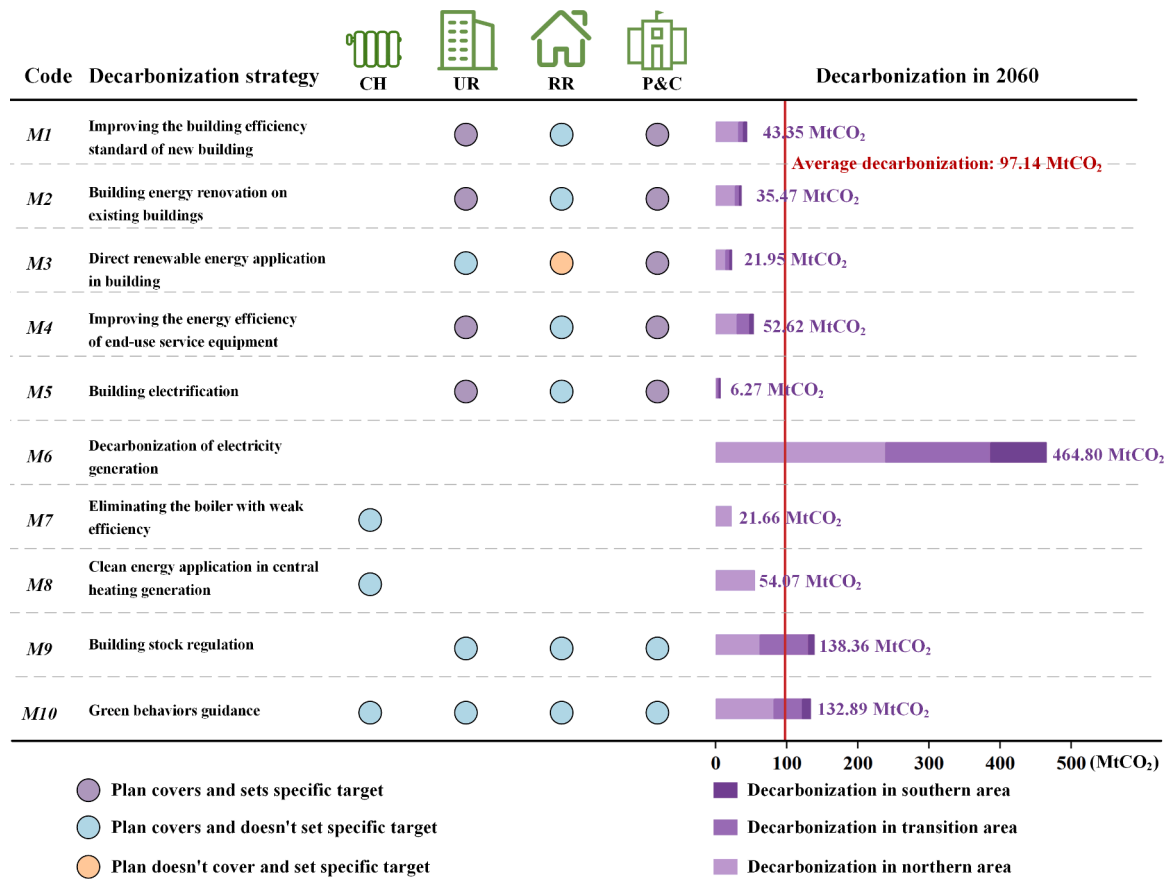 CH UR RR P&C
Code Decarbonization strategy Decarbonization in 2060
M1 Improving the building efficiency
standard of new building
43.35 MtCO₂
Average decarbonization: 97.14 MtCO₂
M2 Building energy renovation on
existing buildings
35.47 MtCO₂
M3 Direct renewable energy application
in building
21.95 MtCO₂
M4 Improving the energy efficiency
of end-use service equipment
52.62 MtCO₂
M5 Building electrification 6.27 MtCO₂
M6 Decarbonization of electricity
generation
464.80 MtCO₂
M7 Eliminating the boiler with weak
efficiency
21.66 MtCO₂
M8 Clean energy application in central
heating generation
54.07 MtCO₂
M9 Building stock regulation 138.36 MtCO₂
M10 Green behaviors guidance 132.89 MtCO₂
0 100 200 300 400 500 (MtCO₂)
Plan covers and sets specific target
Plan covers and doesn't set specific target
Plan doesn't cover and set specific target
Decarbonization in southern area
Decarbonization in transition area
Decarbonization in northern area